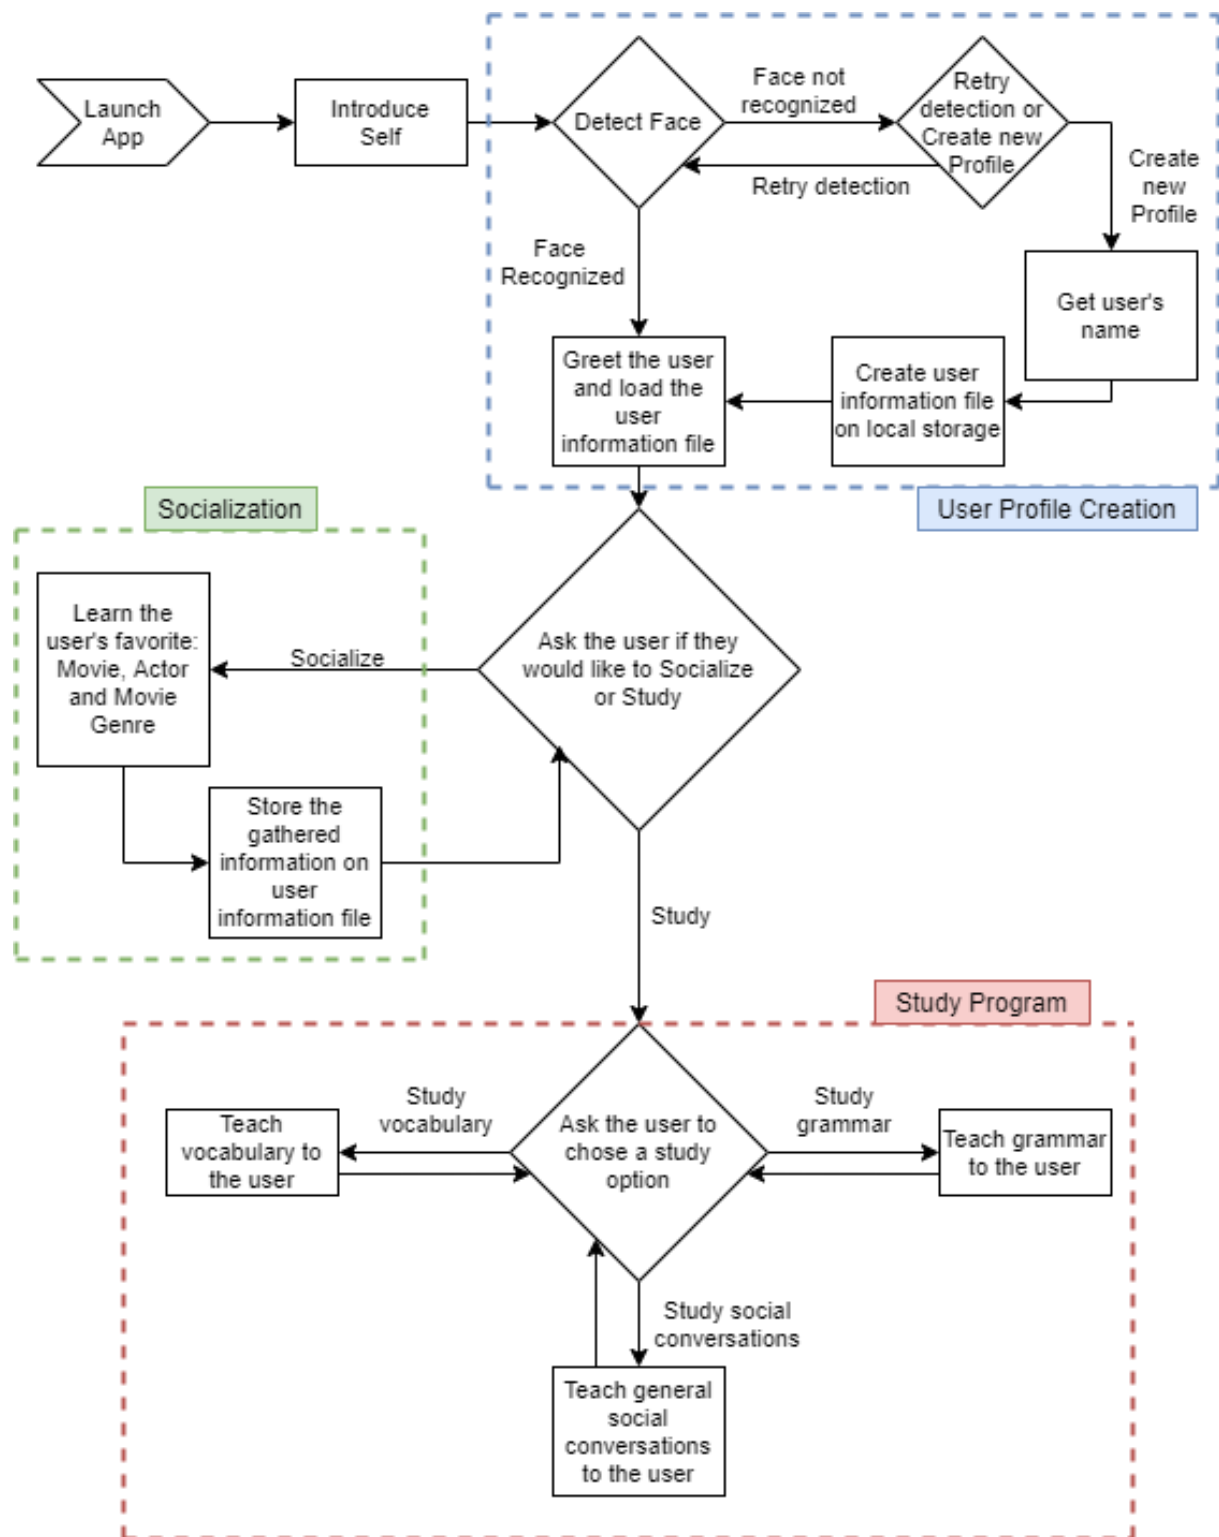 Launch
App
Introduce
Self
Detect Face
Face not
recognized
Retry
detection or
Create new
Profile
Retry detection
Create
new
Profile
Face
Recognized
Get user's
name
Greet the user
and load the
user
information file
Create user
information file
on local storage
User Profile Creation
Socialization
Learn the
user's favorite:
Movie, Actor
and Movie
Genre
Socialize
Ask the user if they
would like to Socialize
or Study
Store the
gathered
information on
user
information file
Study
Study Program
Study
vocabulary
Teach
vocabulary to
the user
Ask the user to
chose a study
option
Study
grammar
Teach grammar
to the user
Study social
conversations
Teach general
social
conversations
to the user